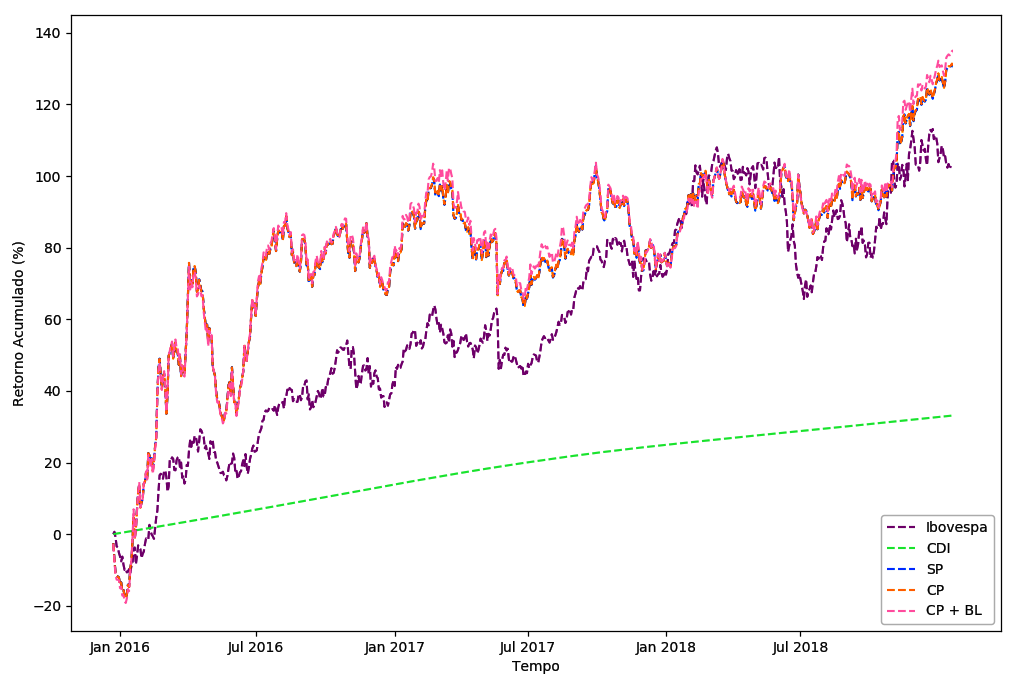 140
120
100
80
60
40
20
0
−20
Retorno Acumulado (%)
Jan 2016
Jul 2016
Jan 2017
Jul 2017
Jan 2018
Jul 2018
Tempo
Ibovespa
CDI
SP
CP
CP + BL